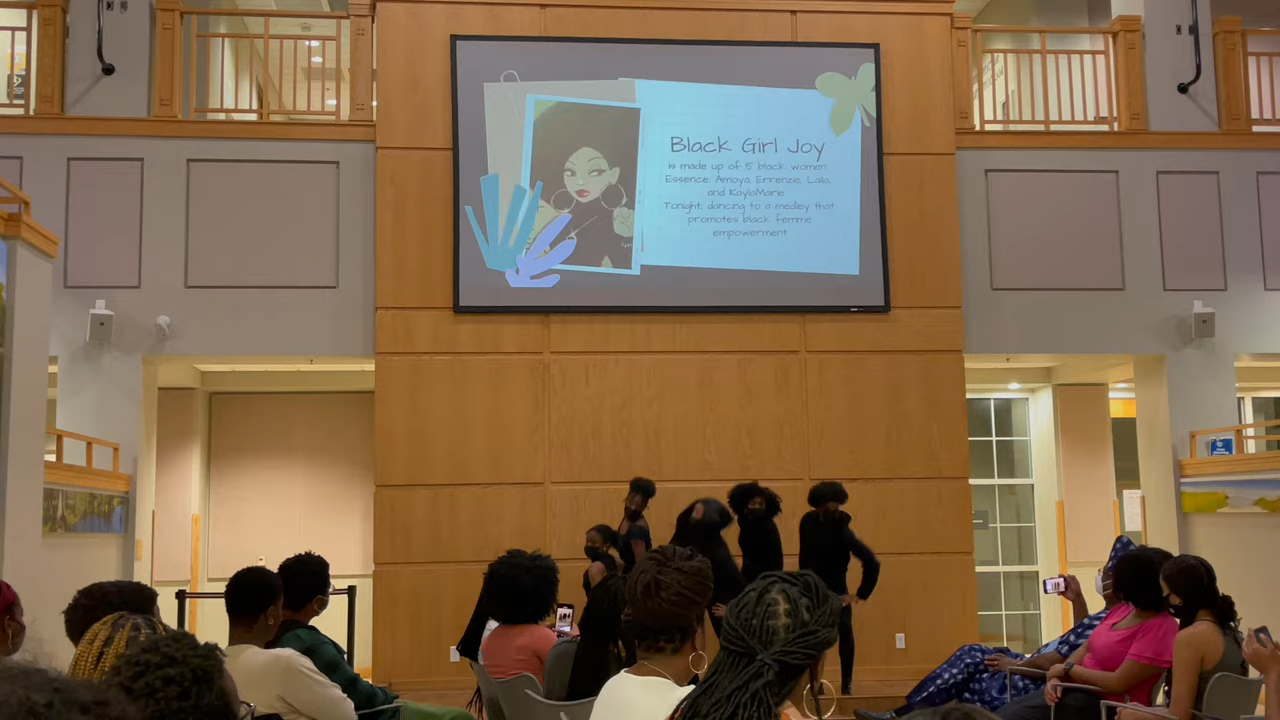 Black Girl Joy
is made up of 5 black women:
Essence, Amaya, Errenzie, Laila,
and KaylaMarie
Tonight, dancing to a medley that
promotes black femme
empowerment